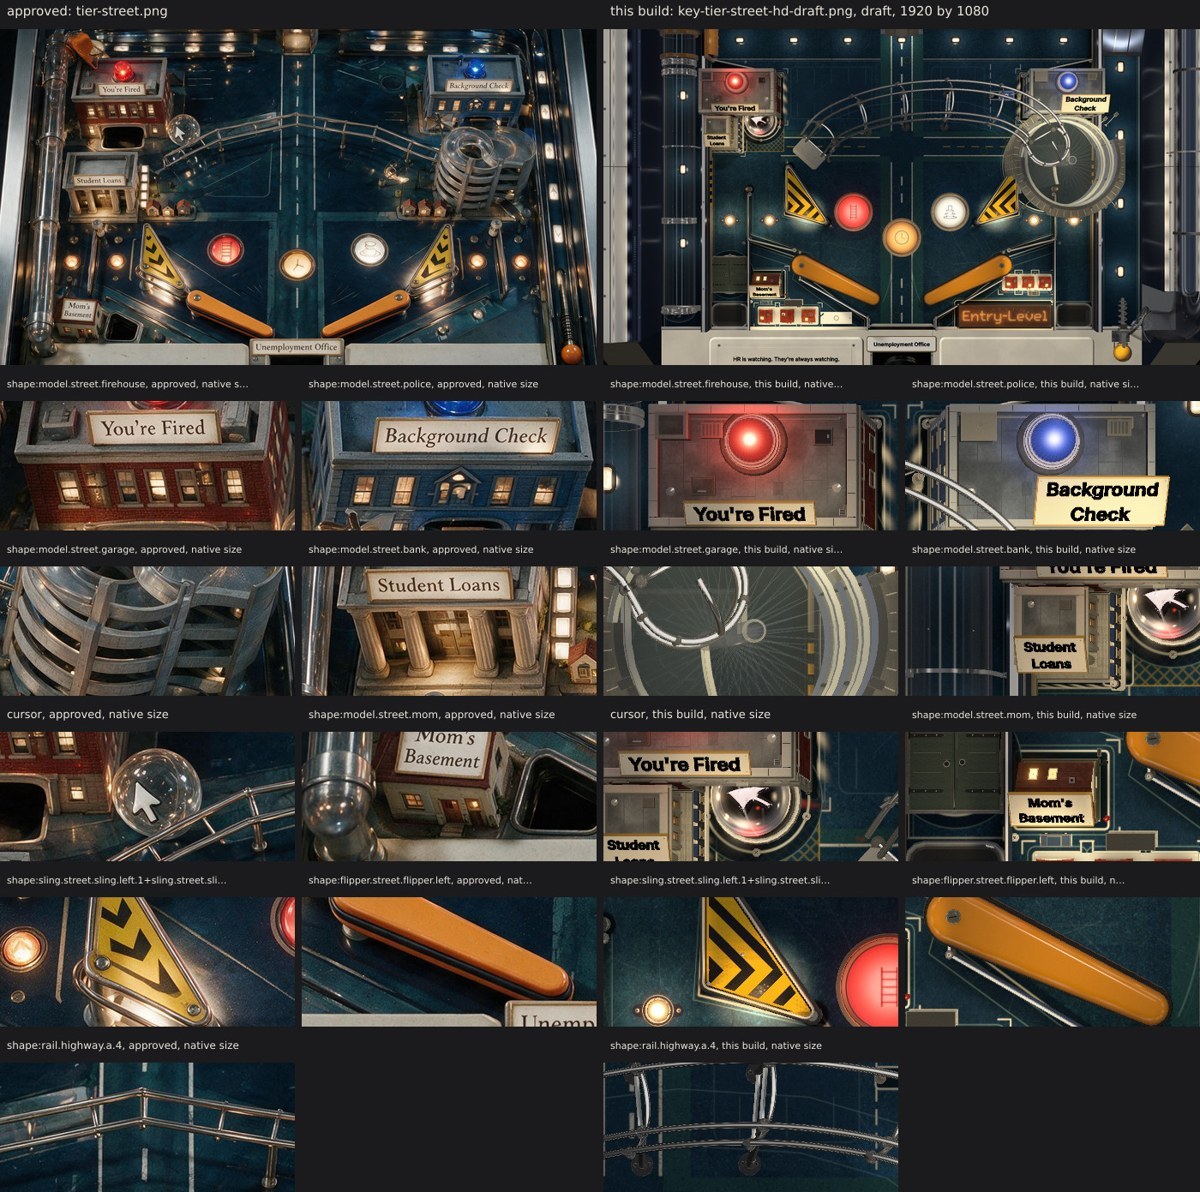 approved: tier-street.png
this build: key-tier-street-hd-draft.png, draft, 1920 by 1080
You're Fired
Background Check
Student Loans
Mom's
Basement
Unemployment Office
You're Fired
Background
Check
Student
Loans
Mom's
Basement
Entry-Level
Unemployment Office
HR is watching. They're always watching.
shape:model.street.firehouse, approved, native s...
shape:model.street.police, approved, native size
shape:model.street.firehouse, this build, native...
shape:model.street.police, this build, native si...
You're Fired
Background Check
You're Fired
Background
Check
shape:model.street.garage, approved, native size
shape:model.street.bank, approved, native size
shape:model.street.garage, this build, native si...
shape:model.street.bank, this build, native size
Student Loans
You're Fired
Student
Loans
cursor, approved, native size
shape:model.street.mom, approved, native size
cursor, this build, native size
shape:model.street.mom, this build, native size
Mom's
Basement
You're Fired
Student
Loans
Mom's
Basement
shape:sling.street.sling.left.1+sling.street.sli...
shape:flipper.street.flipper.left, approved, nat...
shape:sling.street.sling.left.1+sling.street.sli...
shape:flipper.street.flipper.left, this build, n...
Unemp
shape:rail.highway.a.4, approved, native size
shape:rail.highway.a.4, this build, native size